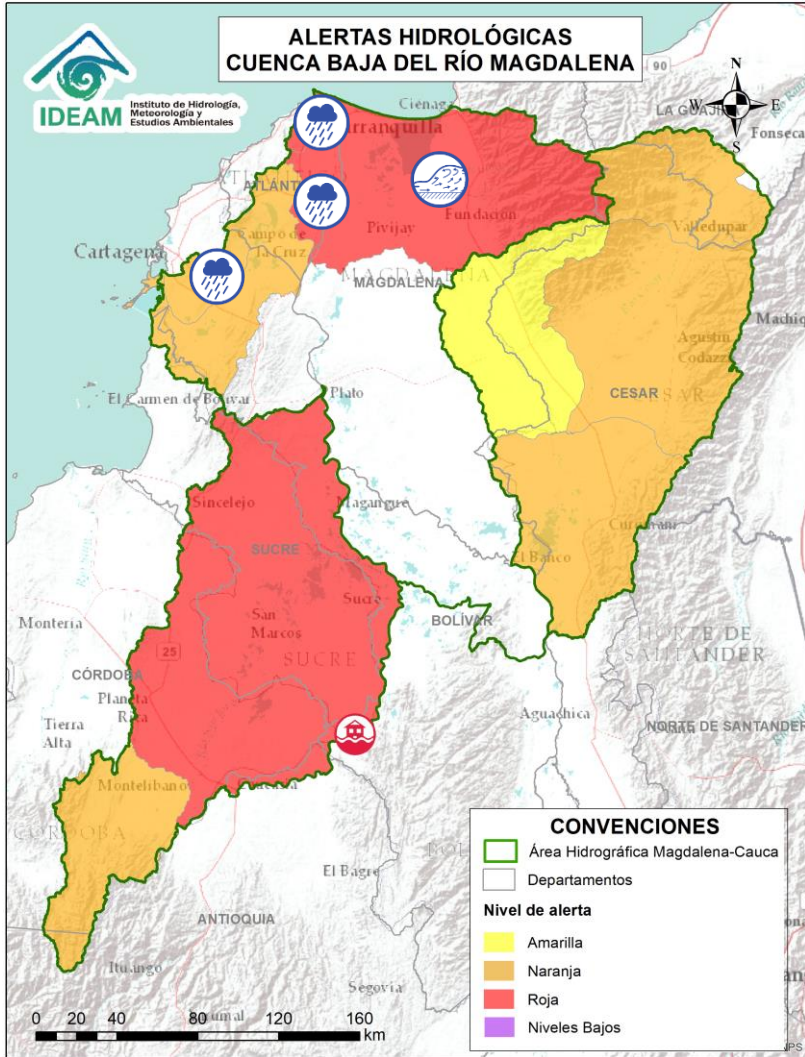 ALERTAS HIDROLÓGICAS
CUENCA BAJA DEL RÍO MAGDALENA
IDEAM
Instituto de Hidrología,
Meteorología y
Estudios Ambientales
N
W
E
S
90
Ciénaga
LA GUAJI
Fonseca
rranquilla
ATLÁNTI
Pivijay
Fundación
Valledupar
Campo de
la Cruz
Cartagena
MAGDALENA
Machiq
Agustín
Codazzi
CESAR
El Carmen de Bolívar
Plato
Sincelejo
Magangué
SUCRE
El Banco
San
Marcos
Sucre
BOLÍVAR
Montería
SUCRE
NORTE DE
SANTANDER
25
CÓRDOBA
Planeta
Rica
Aguachica
Tierra
Alta
NORTE DE SANTANDER
Montelíbano
CÓRDOBA
El Bagre
ANTIOQUIA
Ituango
Segovia
0 20 40 80 120 160
km
CONVENCIONES
Área Hidrográfica Magdalena-Cauca
Departamentos
Nivel de alerta
Amarilla
Naranja
Roja
Niveles Bajos